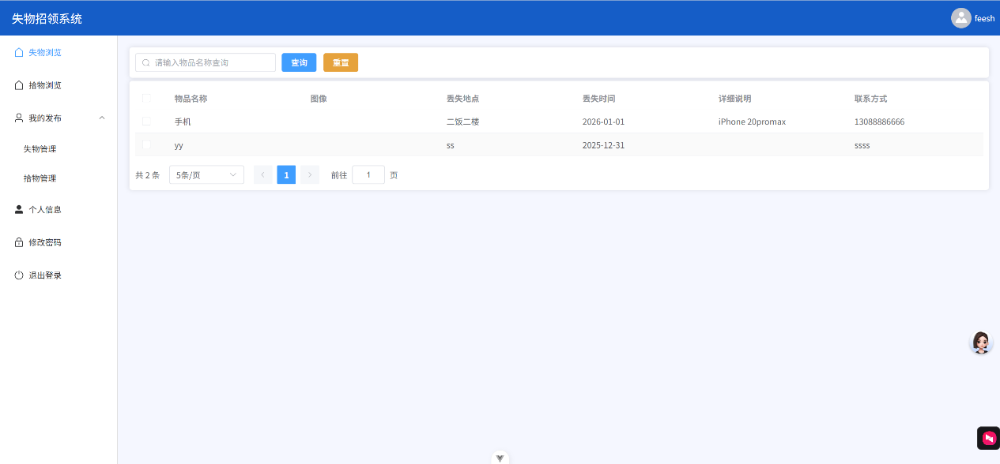 失物招领系统
feesh
失物浏览
拾物浏览
我的发布
失物管理
拾物管理
个人信息
修改密码
退出登录
请输入物品名称查询 查询 重置
物品名称 图像 丢失地点 丢失时间 详细说明 联系方式
手机 二饭二楼 2026-01-01 iPhone 20promax 13088886666
yy ss 2025-12-31 ssss
共 2 条 5条/页 1 前往 1 页